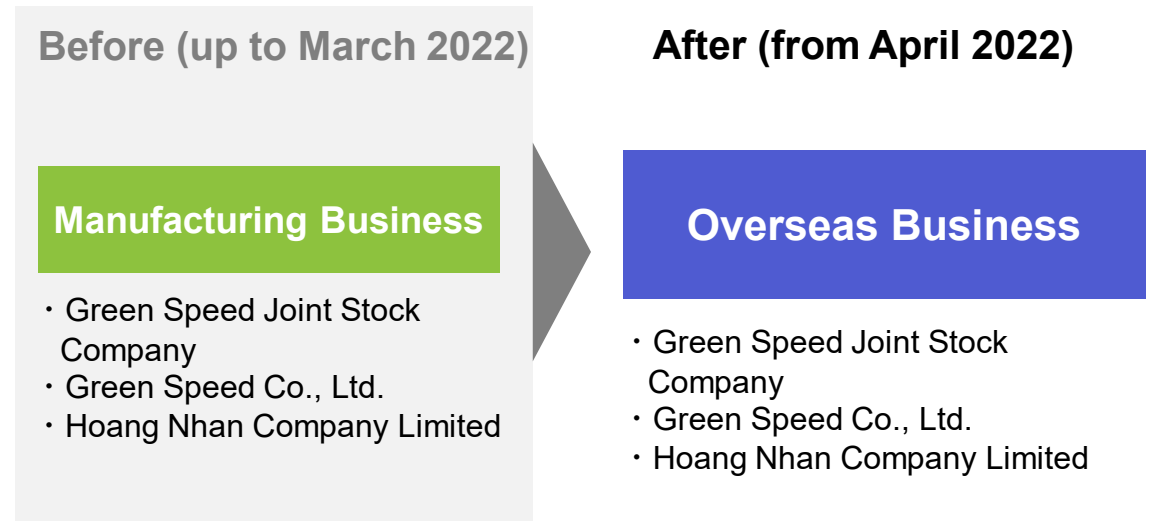 Before (up to March 2022)
After (from April 2022)
Manufacturing Business
・Green Speed Joint Stock
Company
・Green Speed Co., Ltd.
・Hoang Nhan Company Limited
Overseas Business
・Green Speed Joint Stock
Company
・Green Speed Co., Ltd.
・Hoang Nhan Company Limited